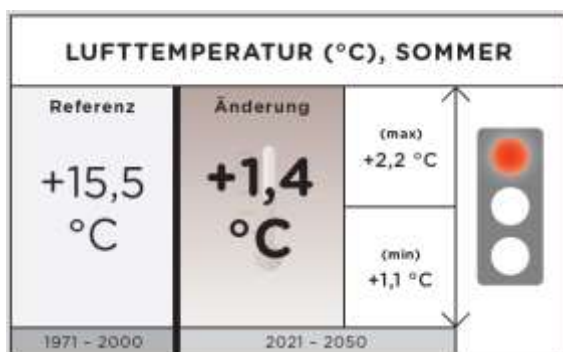 LUFTTEMPERATUR (°C), SOMMER
Referenz
+15,5
°C
Änderung
+1,4
°C
(max)
+2,2 °C
(min)
+1,1 °C
1971 – 2000
2021 – 2050